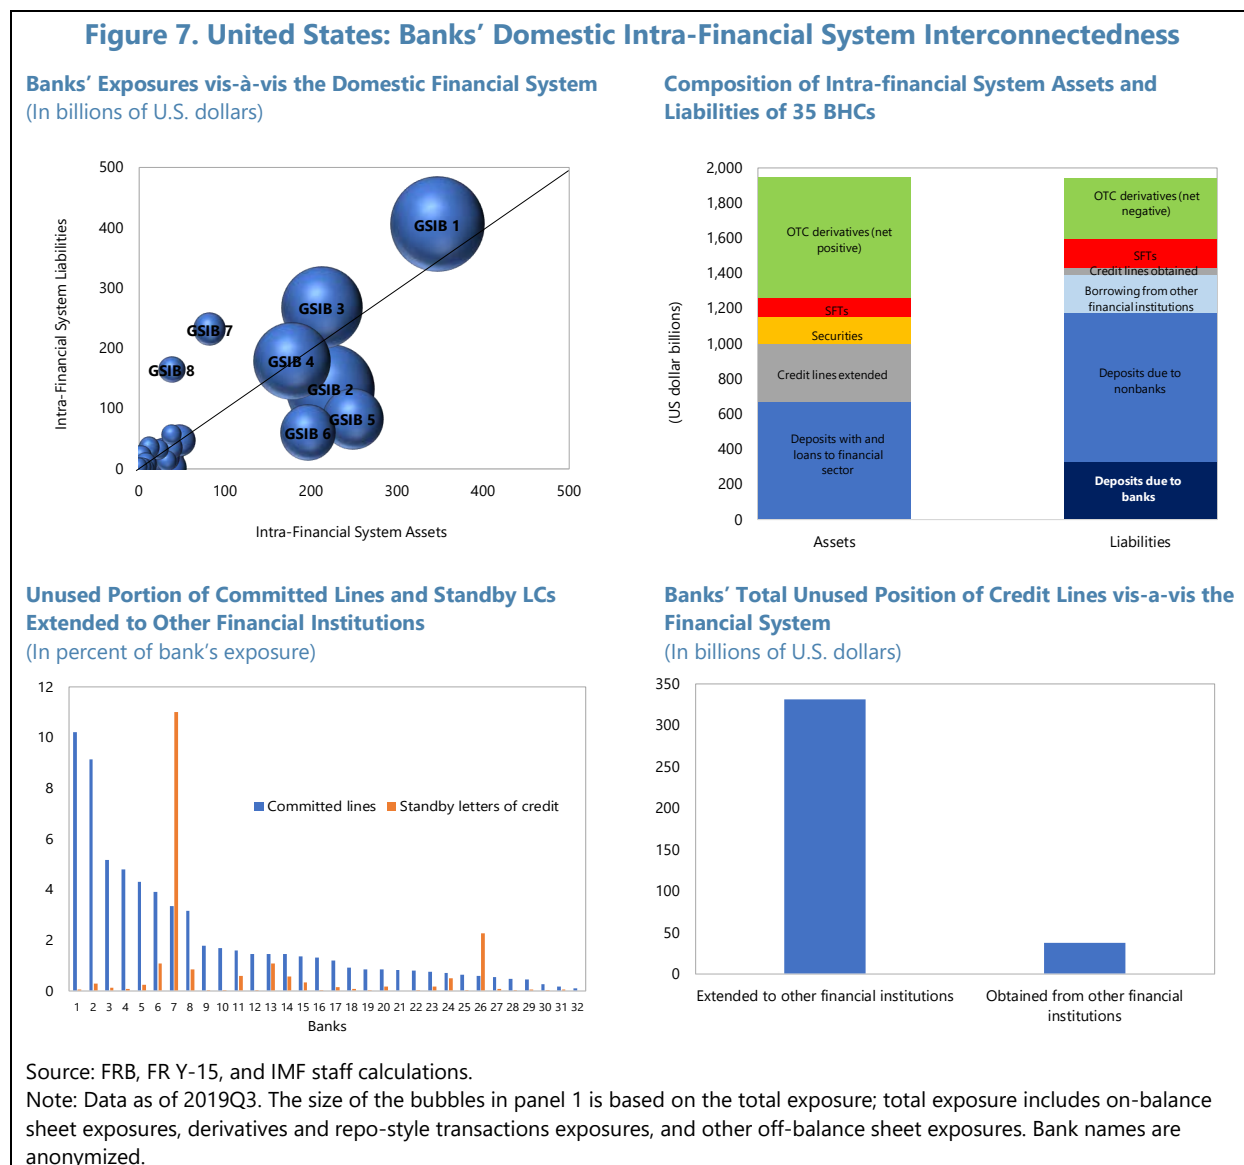 Figure 7. United States: Banks’ Domestic Intra-Financial System Interconnectedness
Banks’ Exposures vis-à-vis the Domestic Financial System
(In billions of U.S. dollars)
500
400
300
200
100
0
Intra-Financial System Liabilities
GSIB 1
GSIB 3
GSIB 7
GSIB 4
GSIB 8
GSIB 2
GSIB 5
GSIB 6
0 100 200 300 400 500
Intra-Financial System Assets
Composition of Intra-financial System Assets and
Liabilities of 35 BHCs
2,000
1,800
1,600
1,400
1,200
1,000
800
600
400
200
0
(US dollar billions)
OTC derivatives (net
positive)
SFTs
Securities
Credit lines extended
Deposits with and
loans to financial
sector
OTC derivatives (net
negative)
SFTs
Credit lines obtained
Borrowing from other
financial institutions
Deposits due to
nonbanks
Deposits due to
banks
Assets Liabilities
Unused Portion of Committed Lines and Standby LCs
Extended to Other Financial Institutions
(In percent of bank’s exposure)
12
10
8
6
4
2
0
Committed lines Standby letters of credit
1 2 3 4 5 6 7 8 9 10 11 12 13 14 15 16 17 18 19 20 21 22 23 24 25 26 27 28 29 30 31 32
Banks
Banks’ Total Unused Position of Credit Lines vis-a-vis the
Financial System
(In billions of U.S. dollars)
350
300
250
200
150
100
50
0
Extended to other financial institutions
Obtained from other financial
institutions
Source: FRB, FR Y-15, and IMF staff calculations.
Note: Data as of 2019Q3. The size of the bubbles in panel 1 is based on the total exposure; total exposure includes on-balance
sheet exposures, derivatives and repo-style transactions exposures, and other off-balance sheet exposures. Bank names are
anonymized.